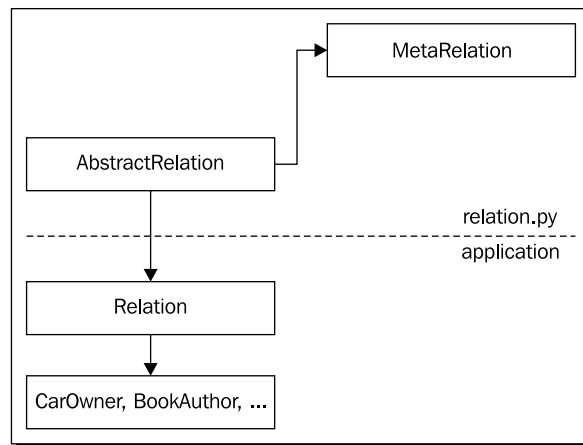 MetaRelation
AbstractRelation
relation.py
application
Relation
CarOwner, BookAuthor, ...